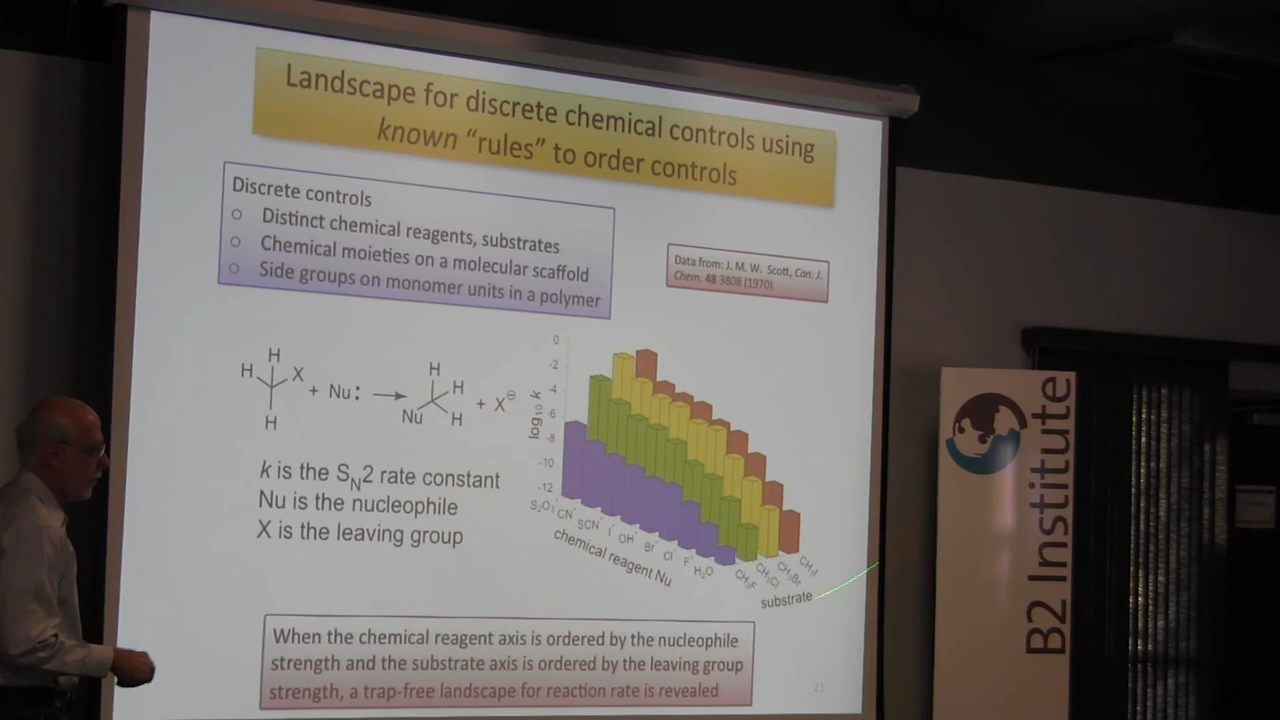 Landscape for discrete chemical controls using
known “rules” to order controls
Discrete controls
○ Distinct chemical reagents, substrates
○ Chemical moieties on a molecular scaffold
○ Side groups on monomer units in a polymer
Data from: J. M. W. Scott, Can. J.
Chem. 48 3808 (1970)
H
H X
H
+ Nu:
H
H
Nu H
+ X⊖
k is the SN2 rate constant
Nu is the nucleophile
X is the leaving group
0
-2
-4
-6
-8
-10
-12
log10 k
S2O3- CN- SCN- I- OH- Br- Cl- F- H2O
chemical reagent Nu
CH3F CH3Cl CH3Br CH3I
substrate
When the chemical reagent axis is ordered by the nucleophile
strength and the substrate axis is ordered by the leaving group
strength, a trap-free landscape for reaction rate is revealed
21
B2 Institute